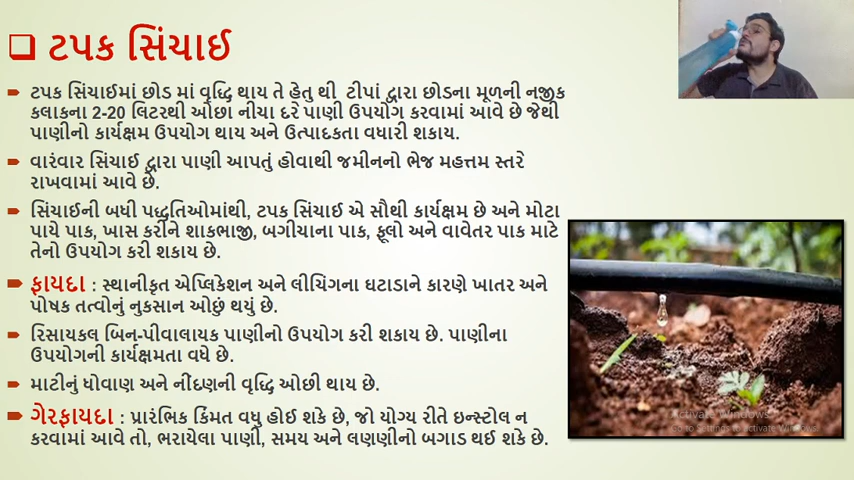 ટપક સિંચાઈ
ટપક સિંચાઈમાં છોડ માં વૃદ્ધિ થાય તે હેતુ થી ટીપાં દ્વારા છોડના મૂળની નજીક
કલાકના 2-20 લિટરથી ઓછા નીચા દરે પાણી ઉપયોગ કરવામાં આવે છે જેથી
પાણીનો કાર્યક્ષમ ઉપયોગ થાય અને ઉત્પાદકતા વધારી શકાય.
વારંવાર સિંચાઈ દ્વારા પાણી આપતું હોવાથી જમીનનો ભેજ મહત્તમ સ્તરે
રાખવામાં આવે છે.
સિંચાઈની બધી પદ્ધતિઓમાંથી, ટપક સિંચાઈ એ સૌથી કાર્યક્ષમ છે અને મોટા
પાયે પાક, ખાસ કરીને શાકભાજી, બગીચાના પાક, ફૂલો અને વાવેતર પાક માટે
તેનો ઉપયોગ કરી શકાય છે.
ફાયદા : સ્થાનીકૃત એપ્લિકેશન અને લીચિંગના ઘટાડાને કારણે ખાતર અને
પોષક તત્વોનું નુકસાન ઓછું થયું છે.
રિસાયકલ બિન-પીવાલાયક પાણીનો ઉપયોગ કરી શકાય છે. પાણીના
ઉપયોગની કાર્યક્ષમતા વધે છે.
માટીનું ધોવાણ અને નીંદણની વૃદ્ધિ ઓછી થાય છે.
ગેરફાયદા : પ્રારંભિક કિંમત વધુ હોઈ શકે છે, જો યોગ્ય રીતે ઇન્સ્ટોલ ન
કરવામાં આવે તો, ભરાયેલા પાણી, સમય અને લણણીનો બગાડ થઈ શકે છે.
Activate Windows
Go to Settings to activate Windows.